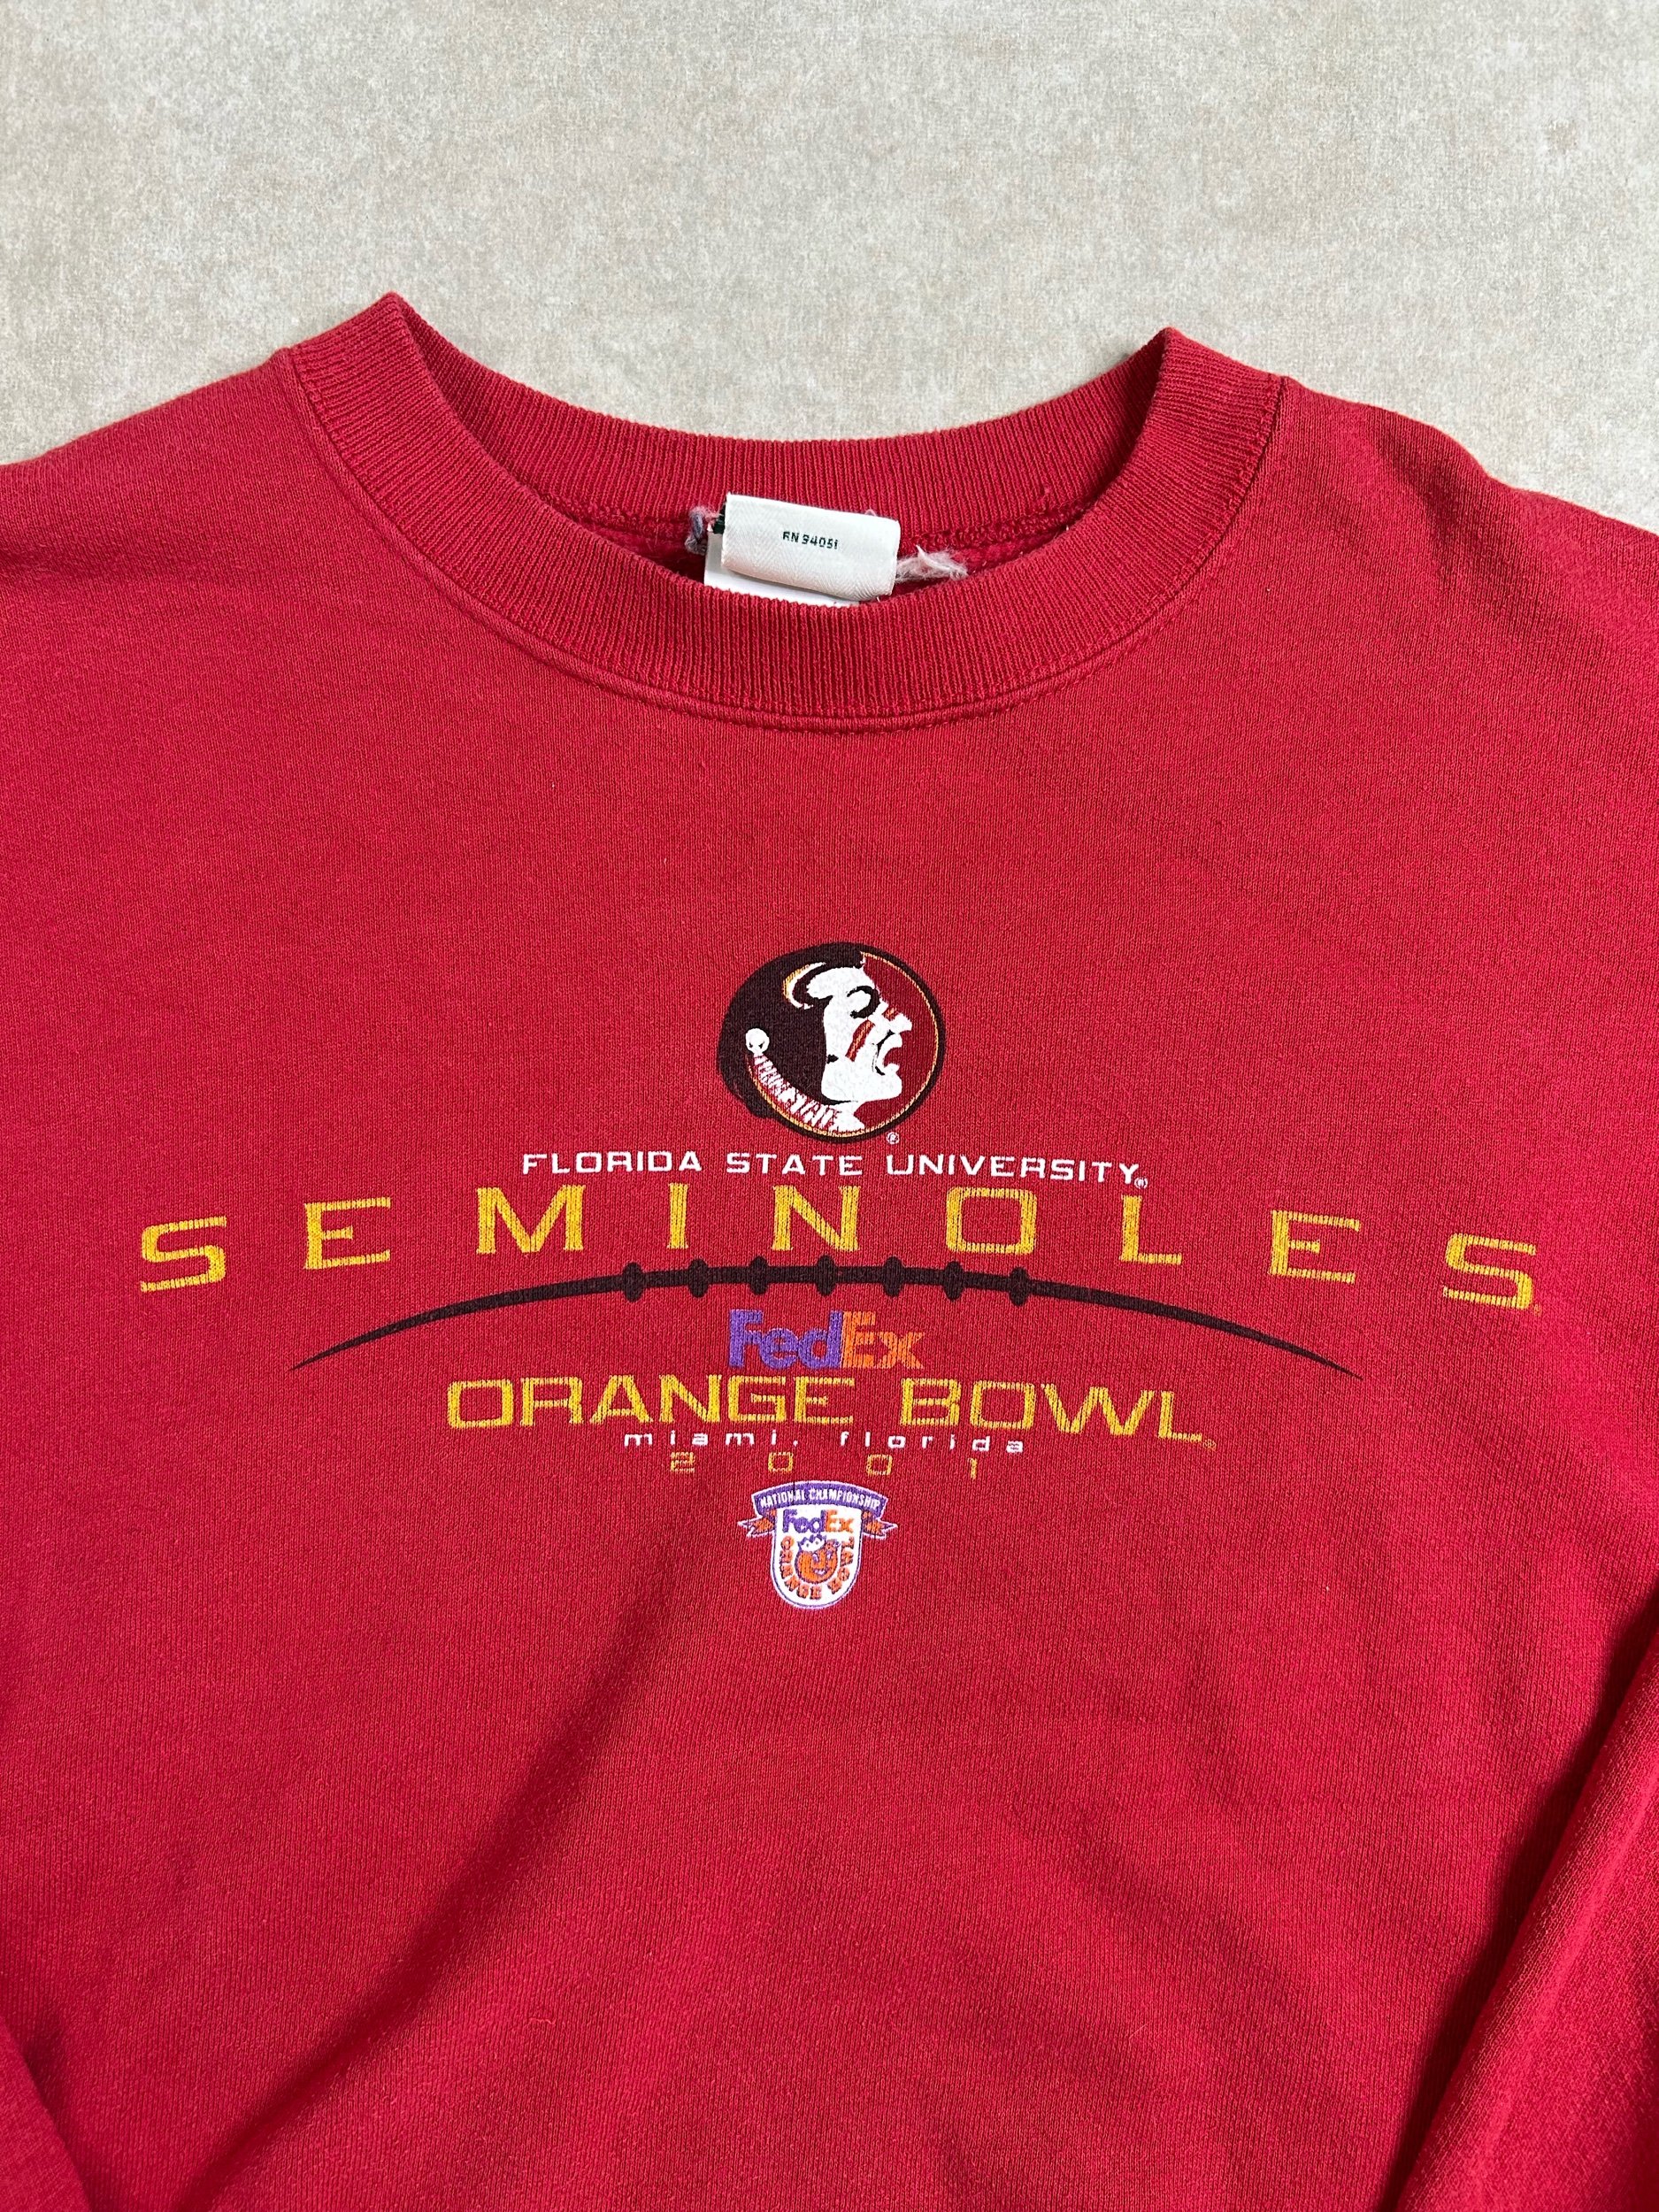 RN 94051
®
FLORIDA STATE UNIVERSITY®
SEMINOLES
FedEx
ORANGE BOWL®
miami, florida
2001
NATIONAL CHAMPIONSHIP
FedEx
ORANGE BOWL